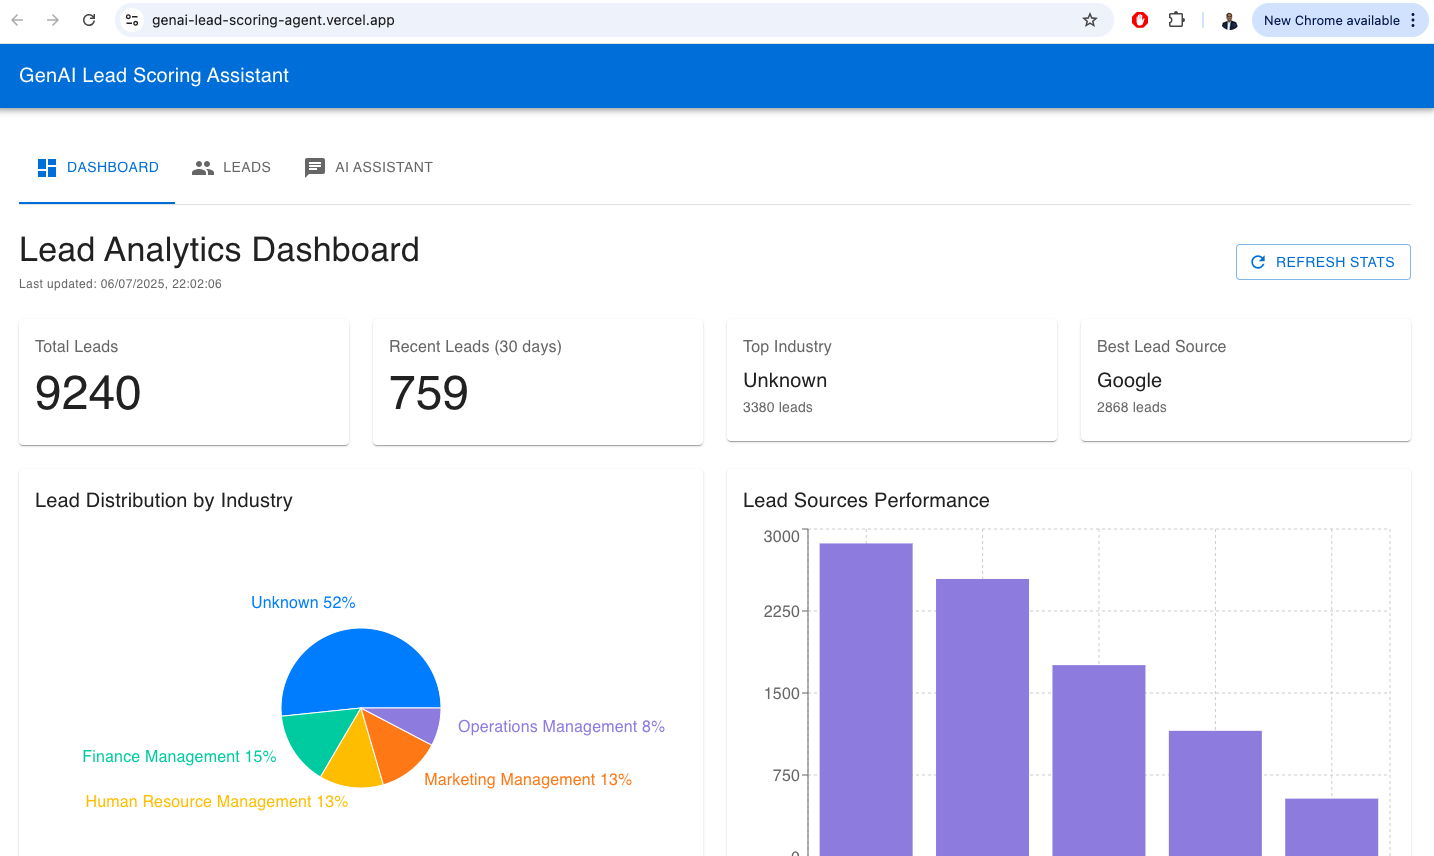 genai-lead-scoring-agent.vercel.app
New Chrome available
GenAI Lead Scoring Assistant
DASHBOARD
LEADS
AI ASSISTANT
Lead Analytics Dashboard
Last updated: 06/07/2025, 22:02:06
REFRESH STATS
Total Leads
9240
Recent Leads (30 days)
759
Top Industry
Unknown
3380 leads
Best Lead Source
Google
2868 leads
Lead Distribution by Industry
Unknown 52%
Operations Management 8%
Finance Management 15%
Marketing Management 13%
Human Resource Management 13%
Lead Sources Performance
3000
2250
1500
750
0